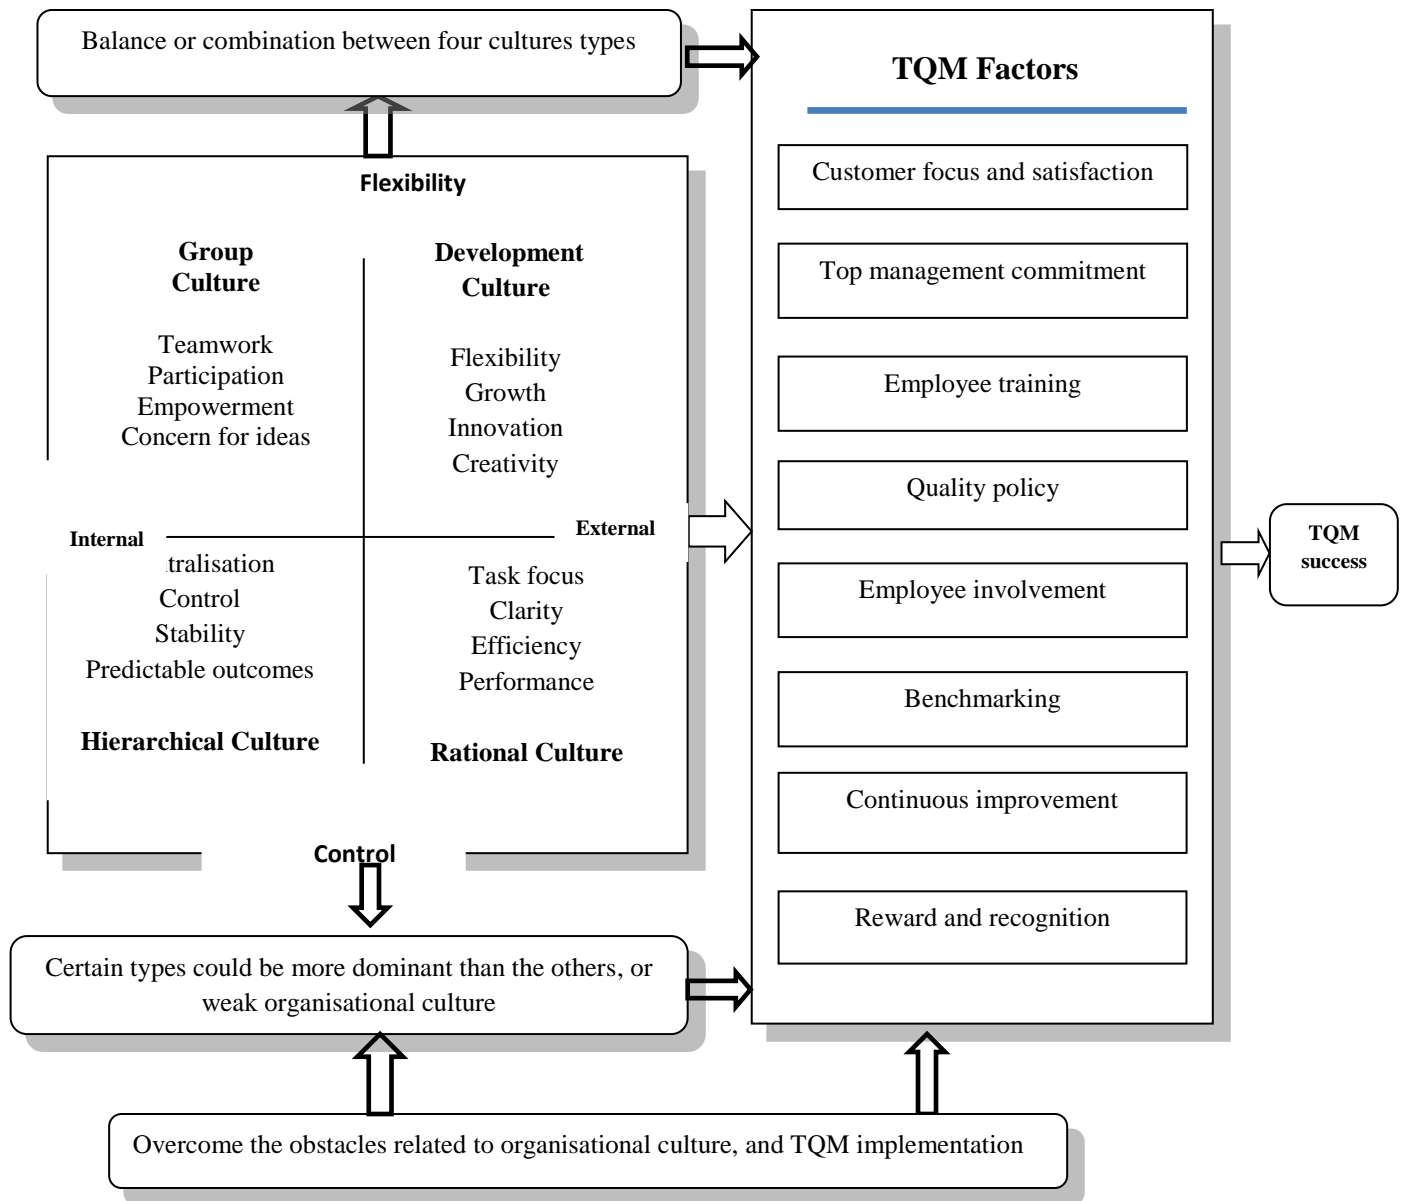 Balance or combination between four cultures types
Flexibility
Group
Culture
Teamwork
Participation
Empowerment
Concern for ideas
Development
Culture
Flexibility
Growth
Innovation
Creativity
Internal
External
tralisation
Control
Stability
Predictable outcomes
Hierarchical Culture
Task focus
Clarity
Efficiency
Performance
Rational Culture
Control
Certain types could be more dominant than the others, or
weak organisational culture
Overcome the obstacles related to organisational culture, and TQM implementation
TQM Factors
Customer focus and satisfaction
Top management commitment
Employee training
Quality policy
Employee involvement
Benchmarking
Continuous improvement
Reward and recognition
TQM
success